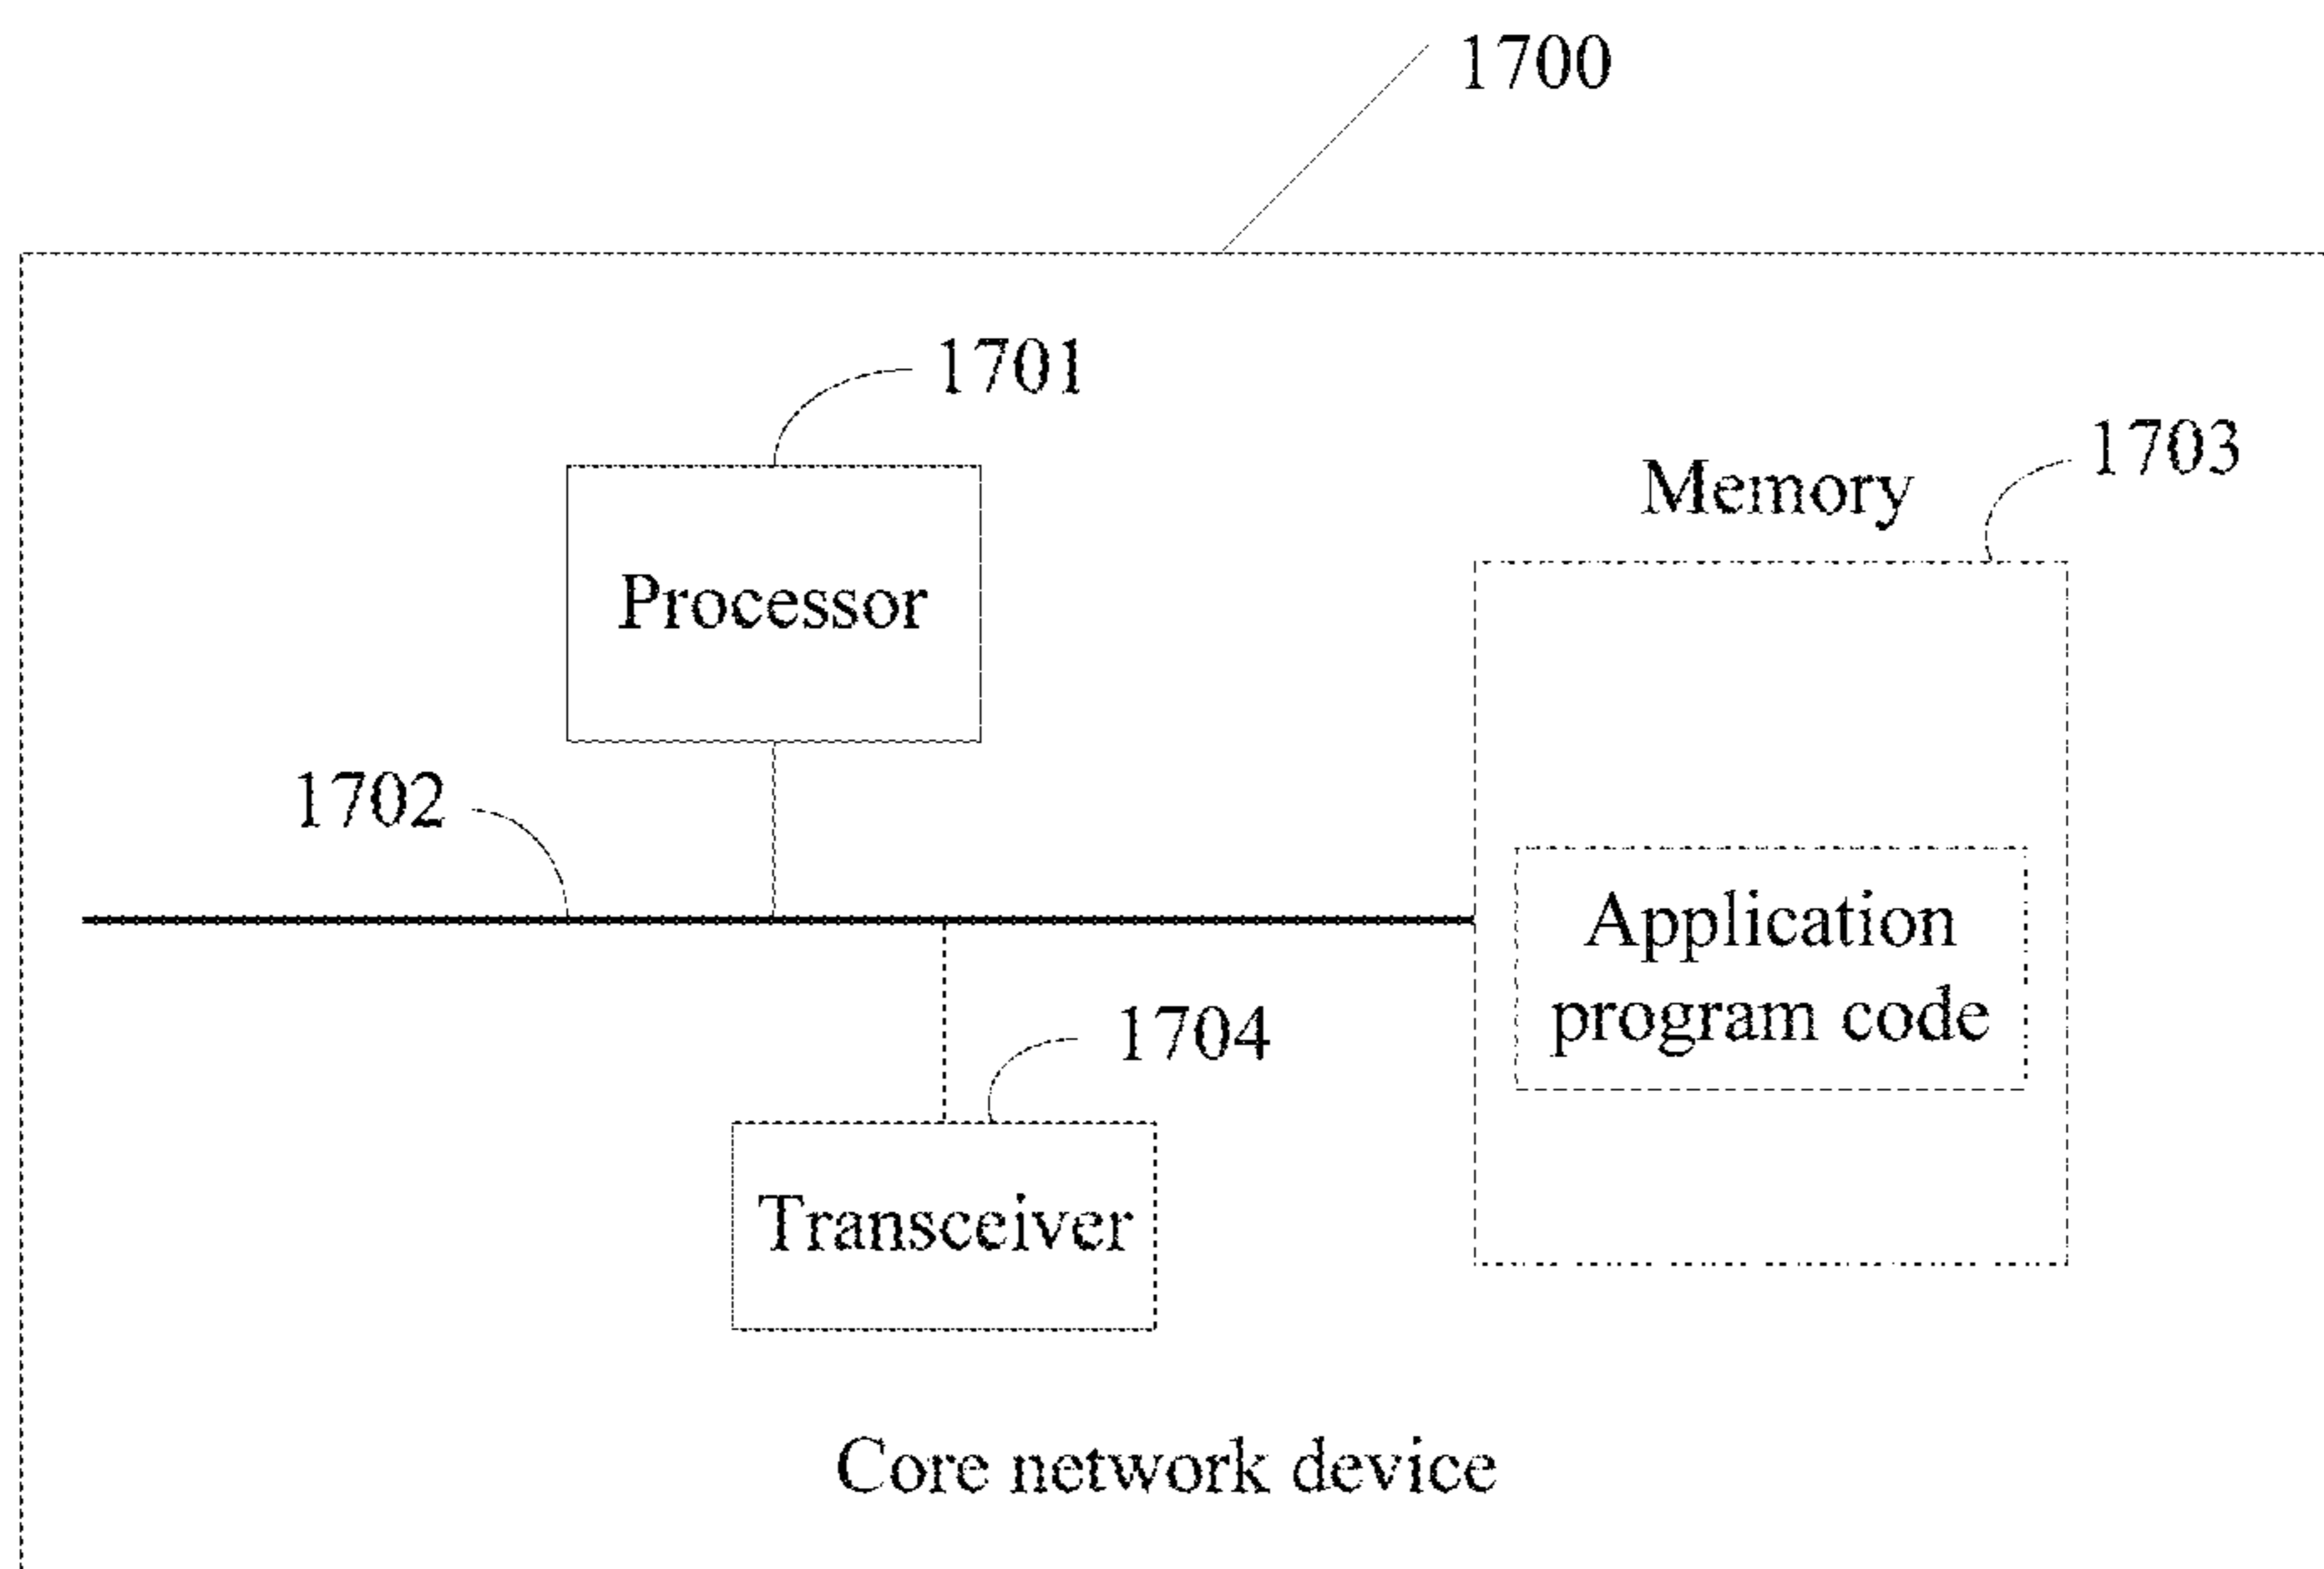 1700
1701
1703
Memory
Processor
1702
Application
program code
1704
Transceiver
Core network device